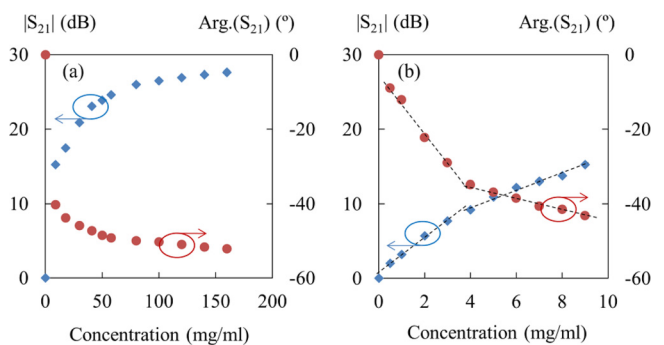 |S21| (dB) Arg.(S21) (º) |S21| (dB) Arg.(S21) (º)
30 0 30 0
(a) (b)
20 -20 20 -20
10 -40 10 -40
0 -60 0 -60
0 50 100 150 200 0 2 4 6 8 10
Concentration (mg/ml) Concentration (mg/ml)